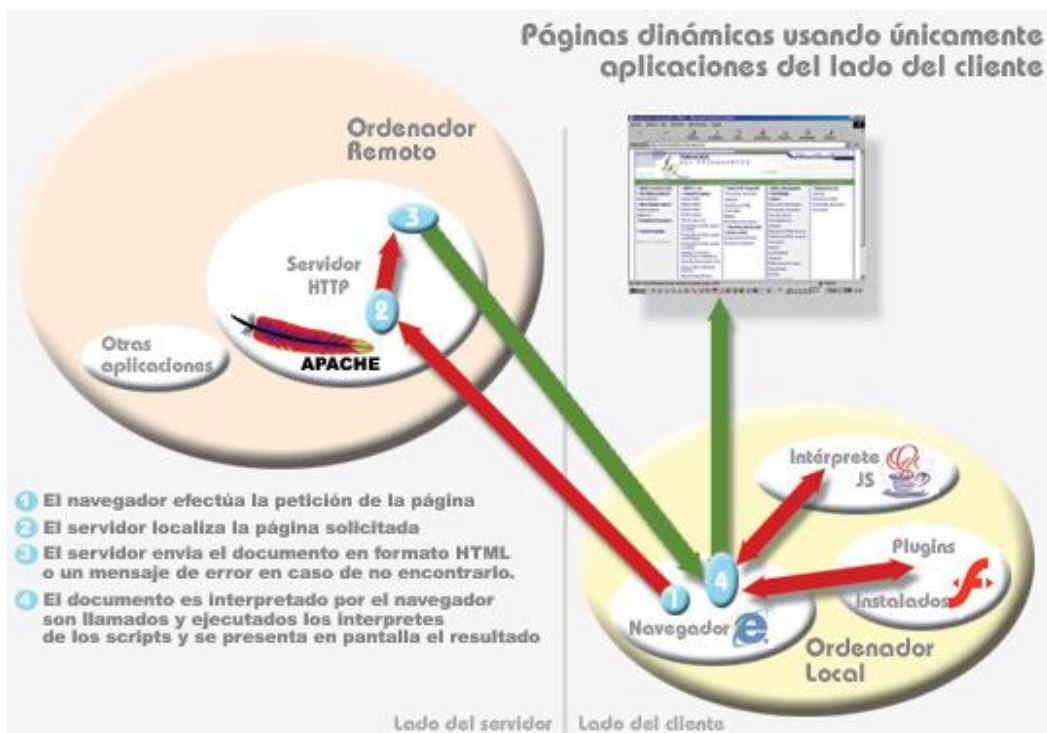 Páginas dinámicas usando únicamente
aplicaciones del lado del cliente
Ordenador
Remoto
3
Servidor
HTTP
2
APACHE
Otras
aplicaciones
1 El navegador efectúa la petición de la página
2 El servidor localiza la página solicitada
3 El servidor envia el documento en formato HTML
o un mensaje de error en caso de no encontrarlo.
4 El documento es interpretado por el navegador
son llamados y ejecutados los interpretes
de los scripts y se presenta en pantalla el resultado
Intérprete
JS
Plugins
Instalados
4
1
Navegador
Ordenador
Local
Lado del servidor
Lado del cliente